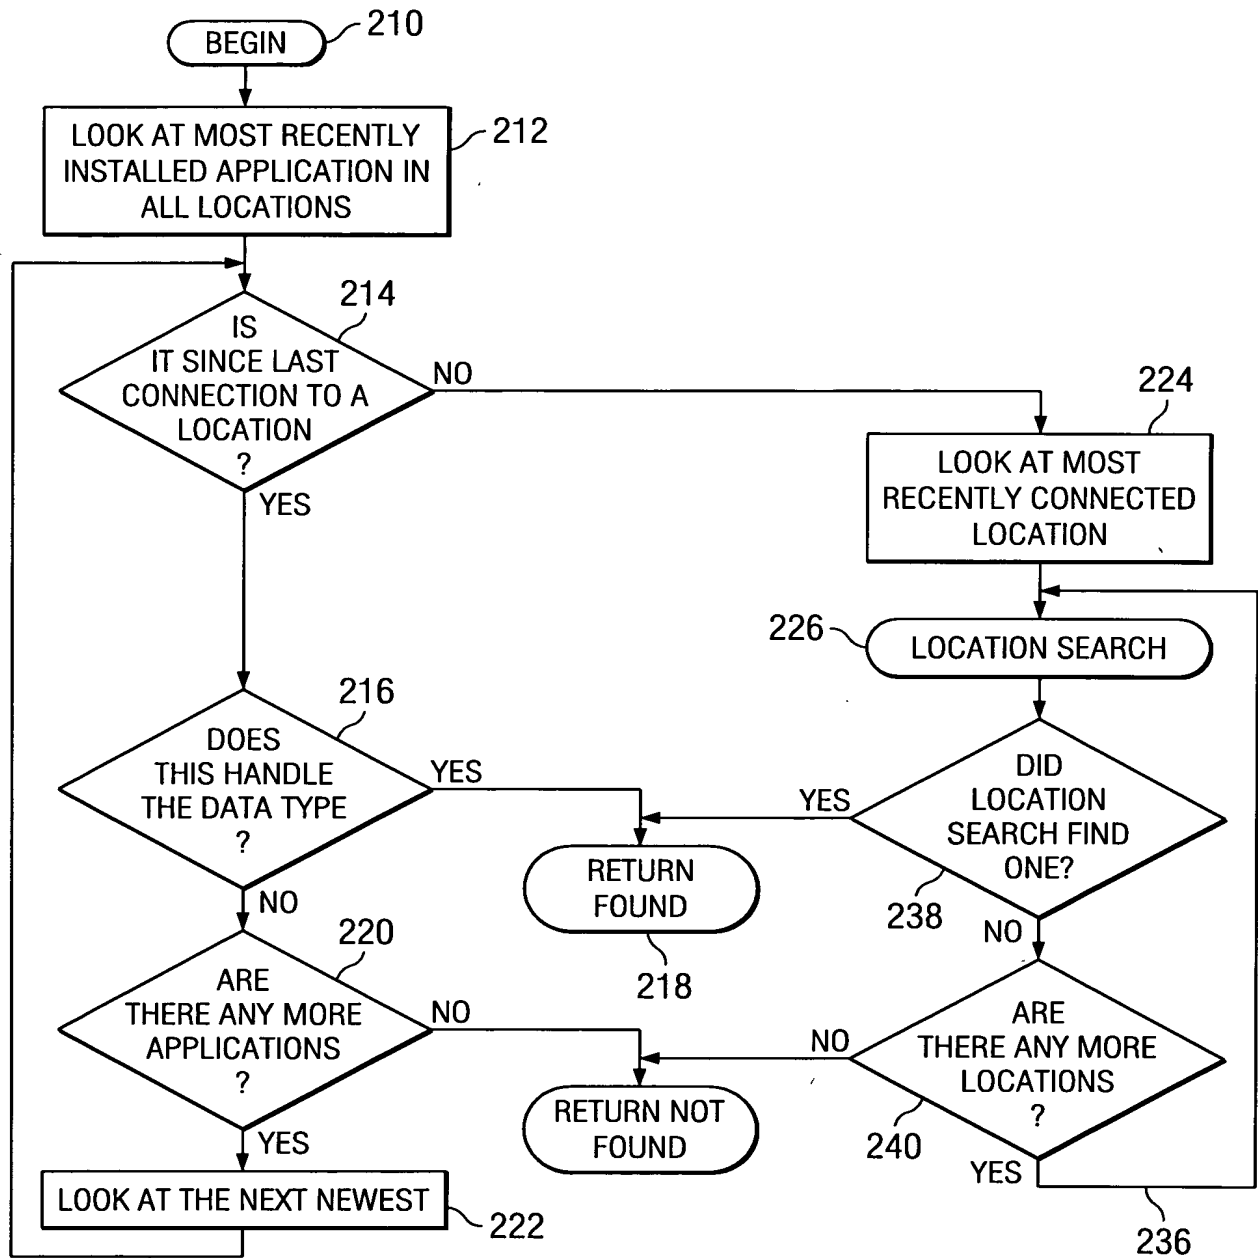 BEGIN
210
LOOK AT MOST RECENTLY
INSTALLED APPLICATION IN
ALL LOCATIONS
212
214
IS
IT SINCE LAST
CONNECTION TO A
LOCATION
?
NO
YES
224
LOOK AT MOST
RECENTLY CONNECTED
LOCATION
226
LOCATION SEARCH
216
DOES
THIS HANDLE
THE DATA TYPE
?
YES
NO
YES
DID
LOCATION
SEARCH FIND
ONE?
238
NO
RETURN
FOUND
218
220
ARE
THERE ANY MORE
APPLICATIONS
?
NO
YES
NO
ARE
THERE ANY MORE
LOCATIONS
?
240
YES
236
RETURN NOT
FOUND
LOOK AT THE NEXT NEWEST
222